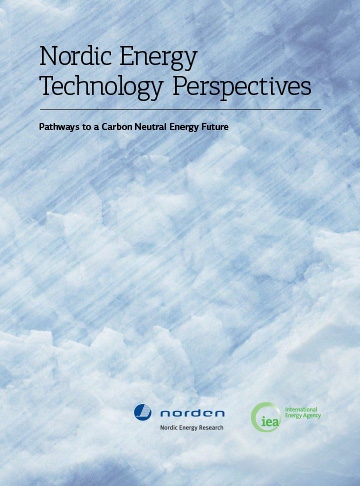 Nordic Energy
Technology Perspectives
Pathways to a Carbon Neutral Energy Future
norden
Nordic Energy Research
iea
International
Energy Agency